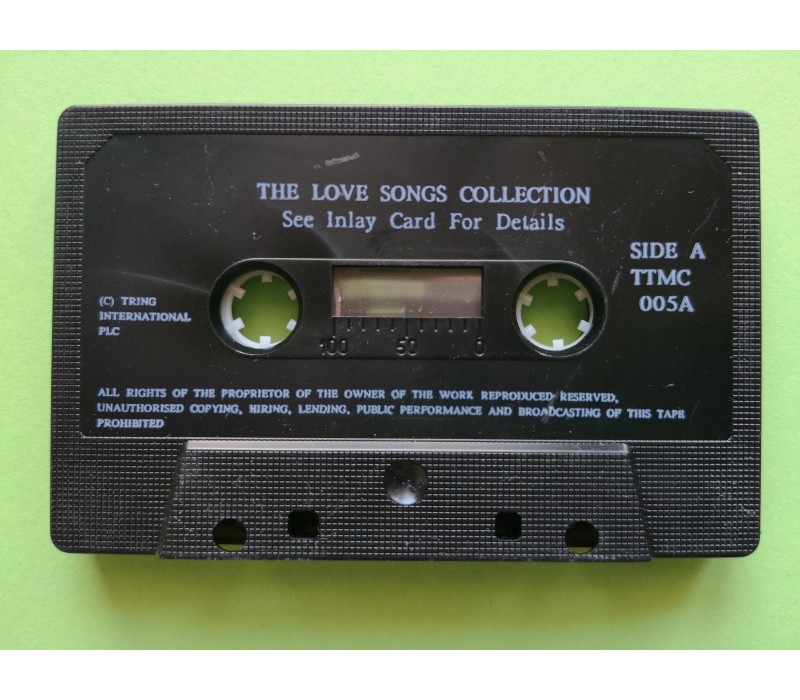 THE LOVE SONGS COLLECTION
See Inlay Card For Details
SIDE A
TTMC
005A
(C) TRING
INTERNATIONAL
PLC
100 50 0
ALL RIGHTS OF THE PROPRIETOR OF THE OWNER OF THE WORK REPRODUCED RESERVED,
UNAUTHORISED COPYING, HIRING, LENDING, PUBLIC PERFORMANCE AND BROADCASTING OF THIS TAPE
PROHIBITED